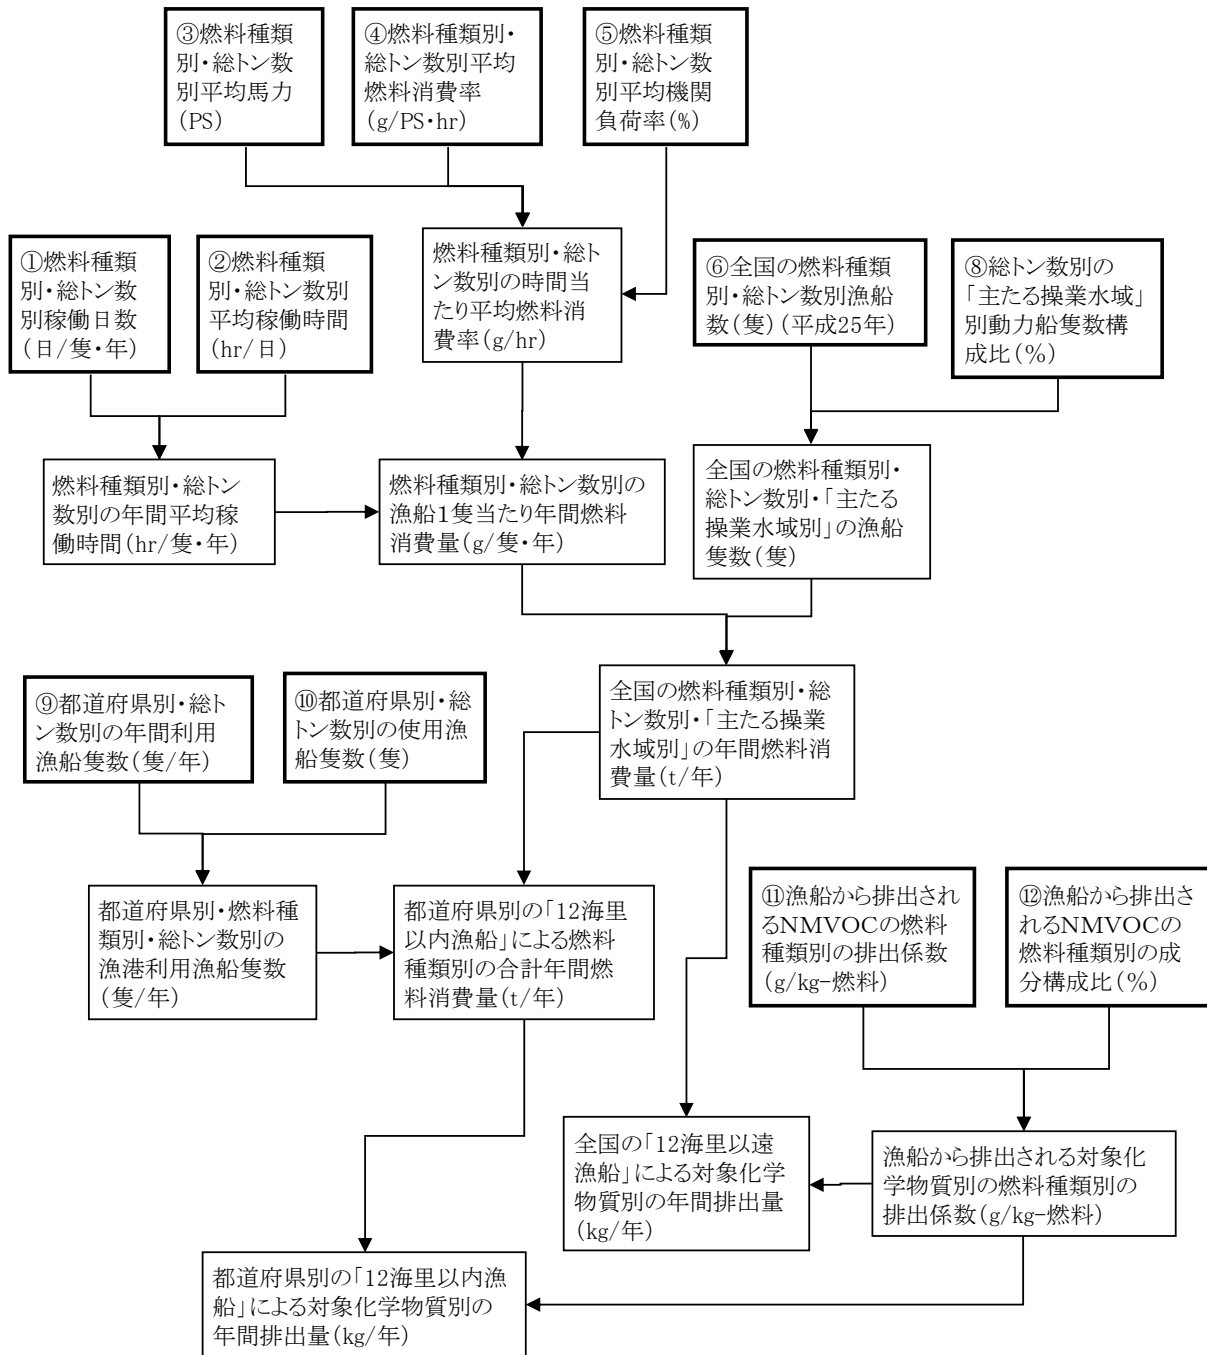 ③燃料種類
別・総トン数
別平均馬力
(PS)
④燃料種類別・
総トン数別平均
燃料消費率
(g/PS・hr)
⑤燃料種類
別・総トン数
別平均機関
負荷率(%)
①燃料種類
別・総トン数
別稼働日数
(日/隻・年)
②燃料種類
別・総トン数別
平均稼働時間
(hr/日)
燃料種類別・総ト
ン数別の時間当
たり平均燃料消
費率(g/hr)
⑥全国の燃料種類
別・総トン数別漁船
数(隻)(平成25年)
⑧総トン数別の
「主たる操業水域」
別動力船隻数構
成比(%)
燃料種類別・総トン
数別の年間平均稼
働時間(hr/隻・年)
燃料種類別・総トン数別の
漁船1隻当たり年間燃料
消費量(g/隻・年)
全国の燃料種類別・
総トン数別・「主たる
操業水域別」の漁船
隻数(隻)
⑨都道府県別・総ト
ン数別の年間利用
漁船隻数(隻/年)
⑩都道府県別・総
トン数別の使用漁
船隻数(隻)
全国の燃料種類別・総
トン数別・「主たる操業
水域別」の年間燃料消
費量(t/年)
都道府県別・燃料種
類別・総トン数別の
漁港利用漁船隻数
(隻/年)
都道府県別の「12海里
以内漁船」による燃料
種類別の合計年間燃
料消費量(t/年)
⑪漁船から排出され
るNMVOCの燃料
種類別の排出係数
(g/kg-燃料)
⑫漁船から排出さ
れるNMVOCの
燃料種類別の成
分構成比(%)
全国の「12海里以遠
漁船」による対象化学
物質別の年間排出量
(kg/年)
漁船から排出される対象化
学物質別の燃料種類別の
排出係数(g/kg-燃料)
都道府県別の「12海里以内漁
船」による対象化学物質別の
年間排出量(kg/年)